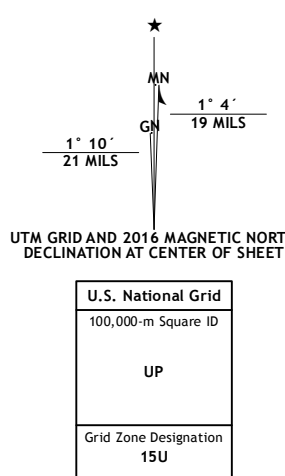 ★
MN
1° 4´
19 MILS
GN
1° 10´
21 MILS
UTM GRID AND 2016 MAGNETIC NORT
DECLINATION AT CENTER OF SHEET
U.S. National Grid
100,000-m Square ID
UP
Grid Zone Designation
15U